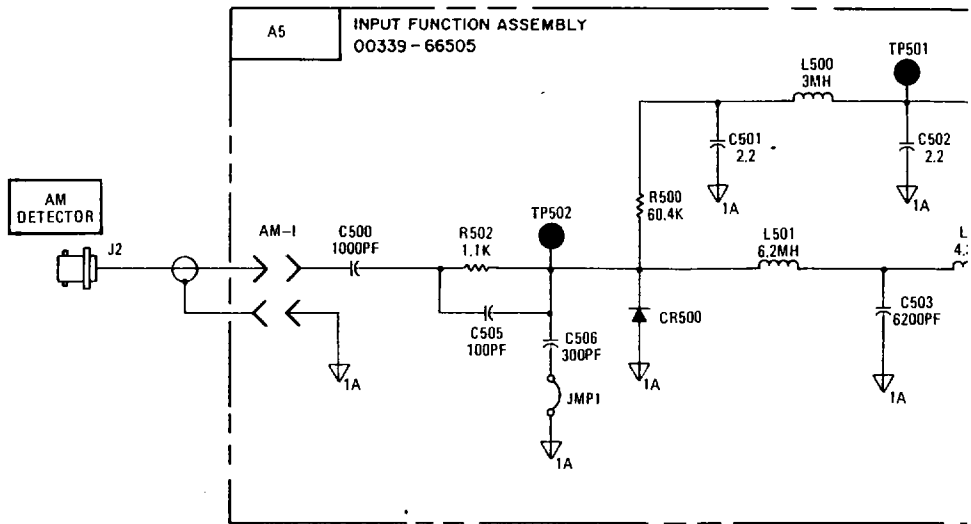 A5
INPUT FUNCTION ASSEMBLY
00339-66505
L500
3MH
TP501
C501
2.2
C502
2.2
1A
1A
AM
DETECTOR
J2
AM-1
C500
1000PF
R502
1.1K
TP502
R500
60.4K
L501
6.2MH
L
4.
C505
100PF
C506
300PF
CR500
C503
6200PF
1A
JMP1
1A
1A
1A